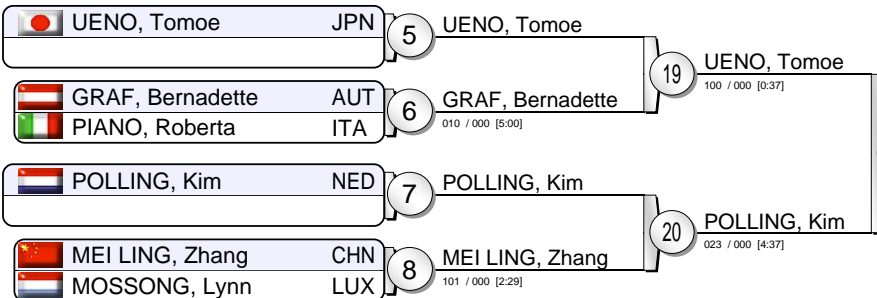 UENO, Tomoe JPN
5
UENO, Tomoe
19
UENO, Tomoe
100 / 000 [0:37]
GRAF, Bernadette AUT
PIANO, Roberta ITA
6
GRAF, Bernadette
010 / 000 [5:00]
POLLING, Kim NED
7
POLLING, Kim
20
POLLING, Kim
023 / 000 [4:37]
MEI LING, Zhang CHN
MOSSONG, Lynn LUX
8
MEI LING, Zhang
101 / 000 [2:29]